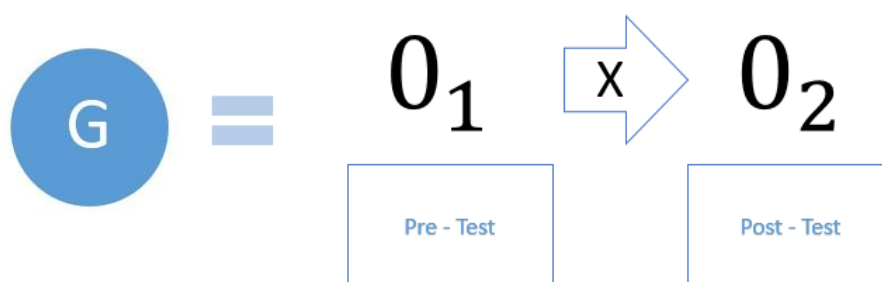 G = 0₁ X 0₂
Pre - Test
Post - Test